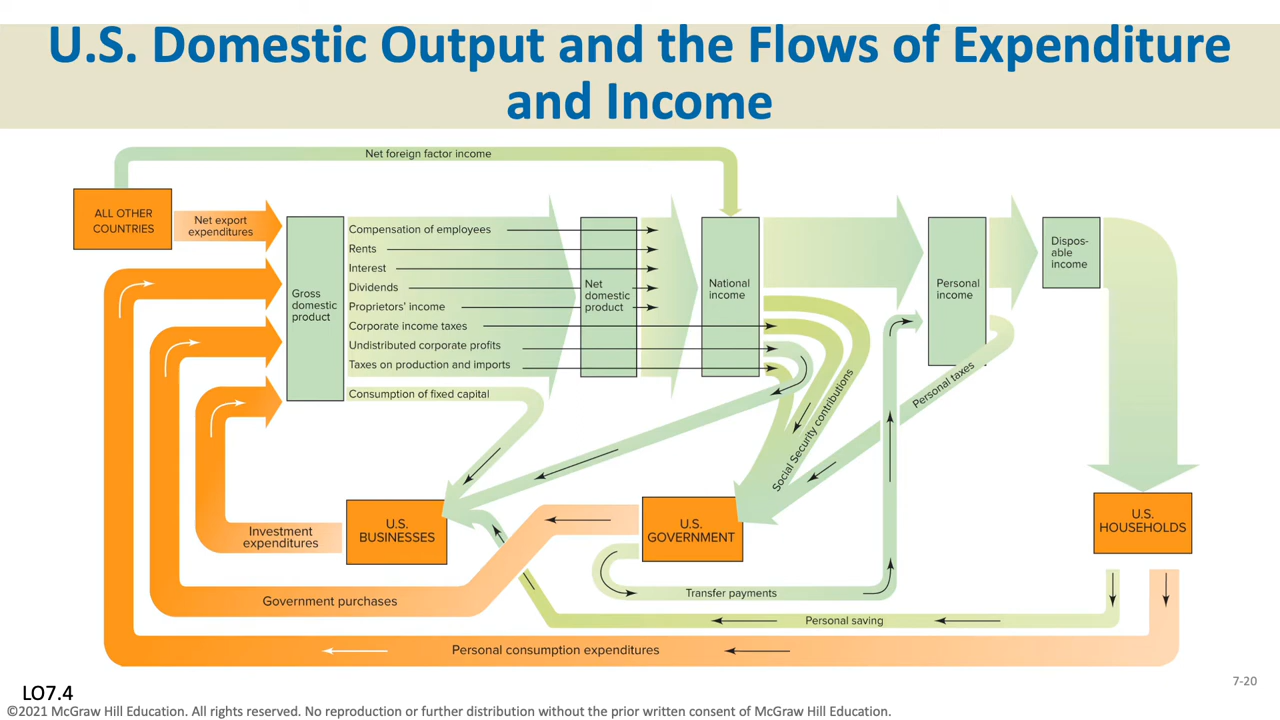 U.S. Domestic Output and the Flows of Expenditure
and Income
Net foreign factor income
ALL OTHER
COUNTRIES
Net export
expenditures
Gross
domestic
product
Compensation of employees
Rents
Interest
Dividends
Proprietors' income
Corporate income taxes
Undistributed corporate profits
Taxes on production and imports
Consumption of fixed capital
Net
domestic
product
National
income
Personal
income
Dispos-
able
income
Social Security contributions
Personal taxes
U.S.
BUSINESSES
U.S.
GOVERNMENT
U.S.
HOUSEHOLDS
Investment
expenditures
Government purchases
Transfer payments
Personal saving
Personal consumption expenditures
7-20
LO7.4
©2021 McGraw Hill Education. All rights reserved. No reproduction or further distribution without the prior written consent of McGraw Hill Education.